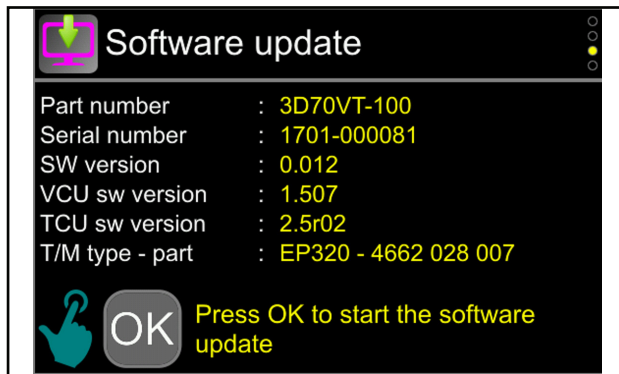 Software update
Part number : 3D70VT-100
Serial number : 1701-000081
SW version : 0.012
VCU sw version : 1.507
TCU sw version : 2.5r02
T/M type - part : EP320 - 4662 028 007
OK
Press OK to start the software
update